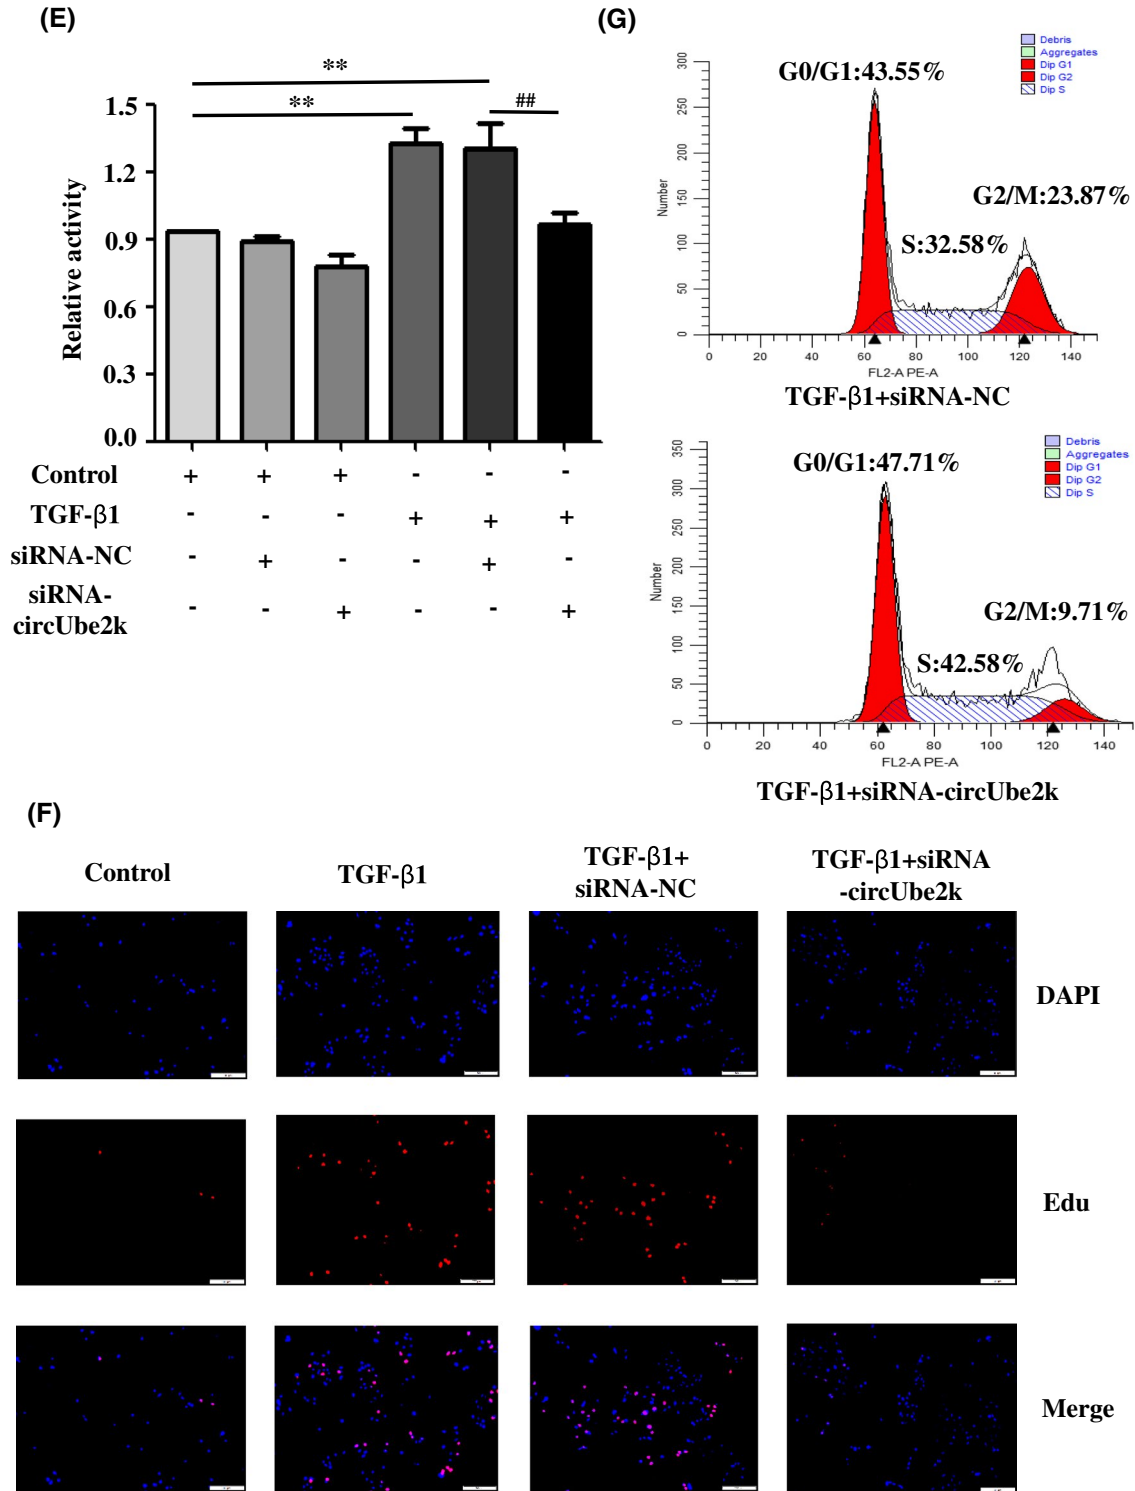 (E)
**
**
##
1.5
1.2
0.9
0.6
0.3
0.0
Relative activity
Control + + + - - -
TGF-β1 - - - + + +
siRNA-NC - + - - + -
siRNA-
circUbe2k - - + - - +
(G)
Debris
Aggregates
Dip G1
Dip G2
Dip S
G0/G1:43.55%
G2/M:23.87%
S:32.58%
Number
300
250
200
150
100
50
0
0 20 40 60 80 100 120 140
FL2-A PE-A
TGF-β1+siRNA-NC
Debris
Aggregates
Dip G1
Dip G2
Dip S
G0/G1:47.71%
G2/M:9.71%
S:42.58%
Number
350
300
250
200
150
100
50
0
0 20 40 60 80 100 120 140
FL2-A PE-A
TGF-β1+siRNA-circUbe2k
(F)
Control
TGF-β1
TGF-β1+
siRNA-NC
TGF-β1+siRNA
-circUbe2k
DAPI
Edu
Merge